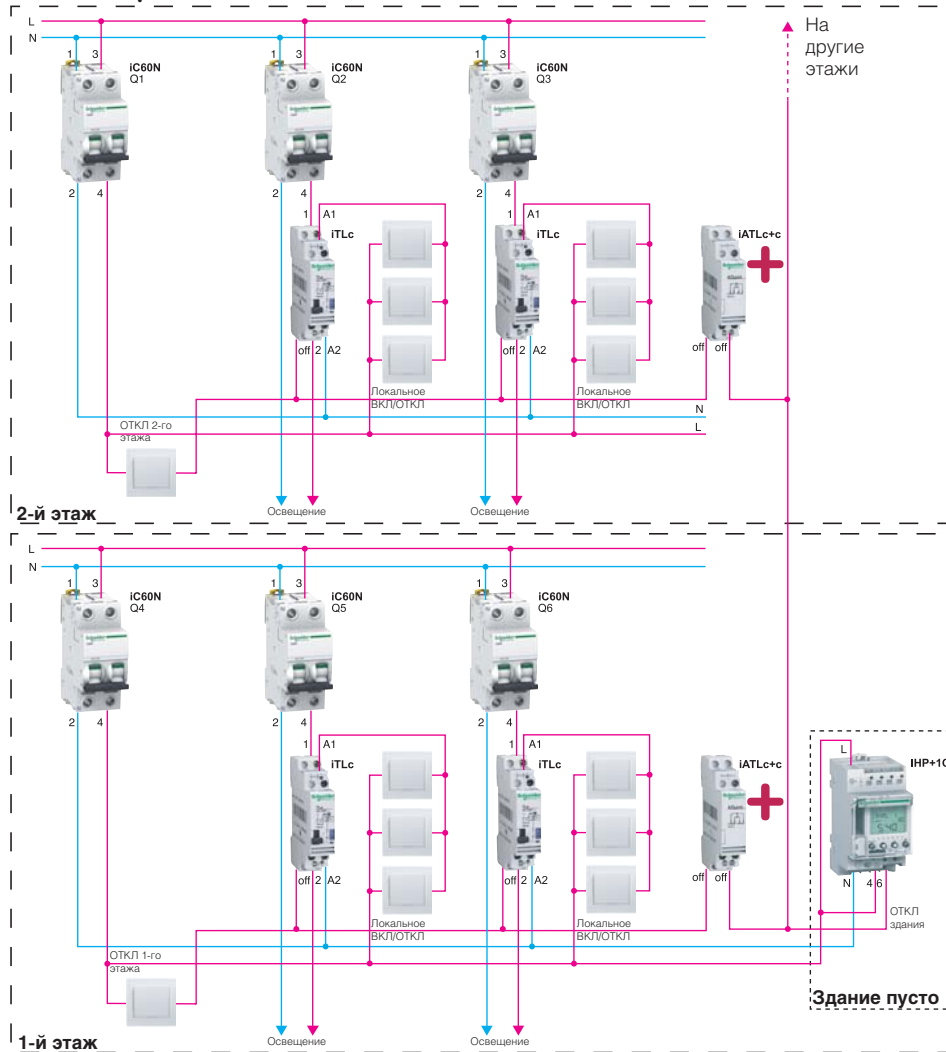 L
N
На
другие
этажи
1 3 iC60N
Q1
1 3 iC60N
Q2
1 3 iC60N
Q3
2 4
2 4
2 4
1 A1
iTLc
1 A1
iTLc
iATLc+c
off 2 A2
off 2 A2
off off
Локальное
ВКЛ/ОТКЛ
Локальное
ВКЛ/ОТКЛ
N
L
ОТКЛ 2-го
этажа
Освещение
Освещение
2-й этаж
L
N
1 3 iC60N
Q4
1 3 iC60N
Q5
1 3 iC60N
Q6
2 4
2 4
2 4
1 A1
iTLc
1 A1
iTLc
iATLc+c
L
IHP+1C
off 2 A2
off 2 A2
off off
N 4 6
Локальное
ВКЛ/ОТКЛ
Локальное
ВКЛ/ОТКЛ
ОТКЛ
здания
ОТКЛ 1-го
этажа
Здание пусто
Освещение
Освещение
1-й этаж